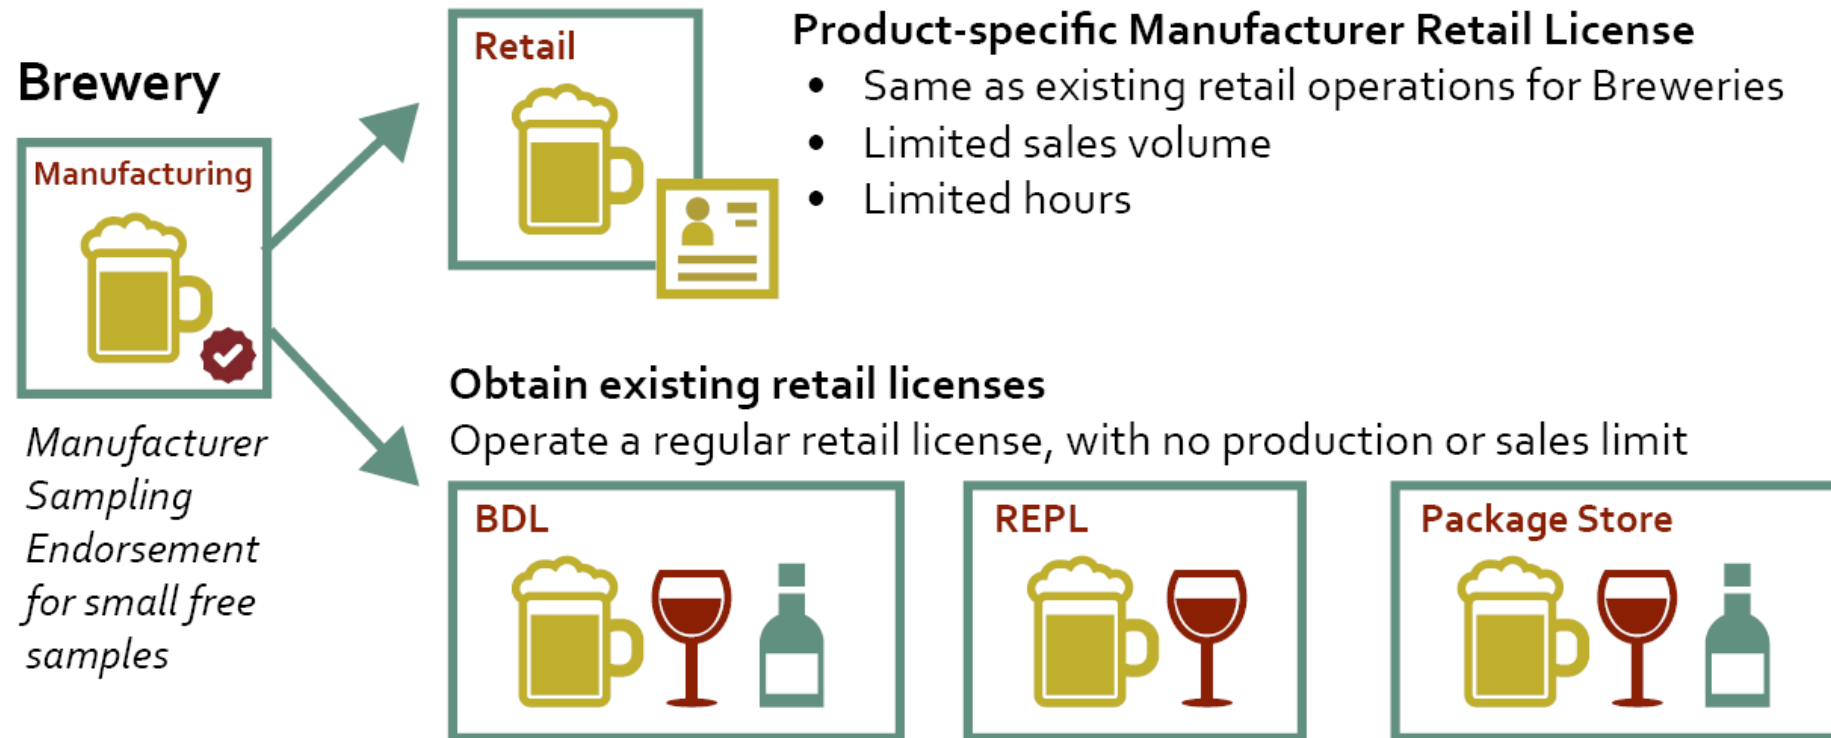 Brewery
Manufacturing
Manufacturer
Sampling
Endorsement
for small free
samples
Retail
Product-specific Manufacturer Retail License
• Same as existing retail operations for Breweries
• Limited sales volume
• Limited hours
Obtain existing retail licenses
Operate a regular retail license, with no production or sales limit
BDL
REPL
Package Store